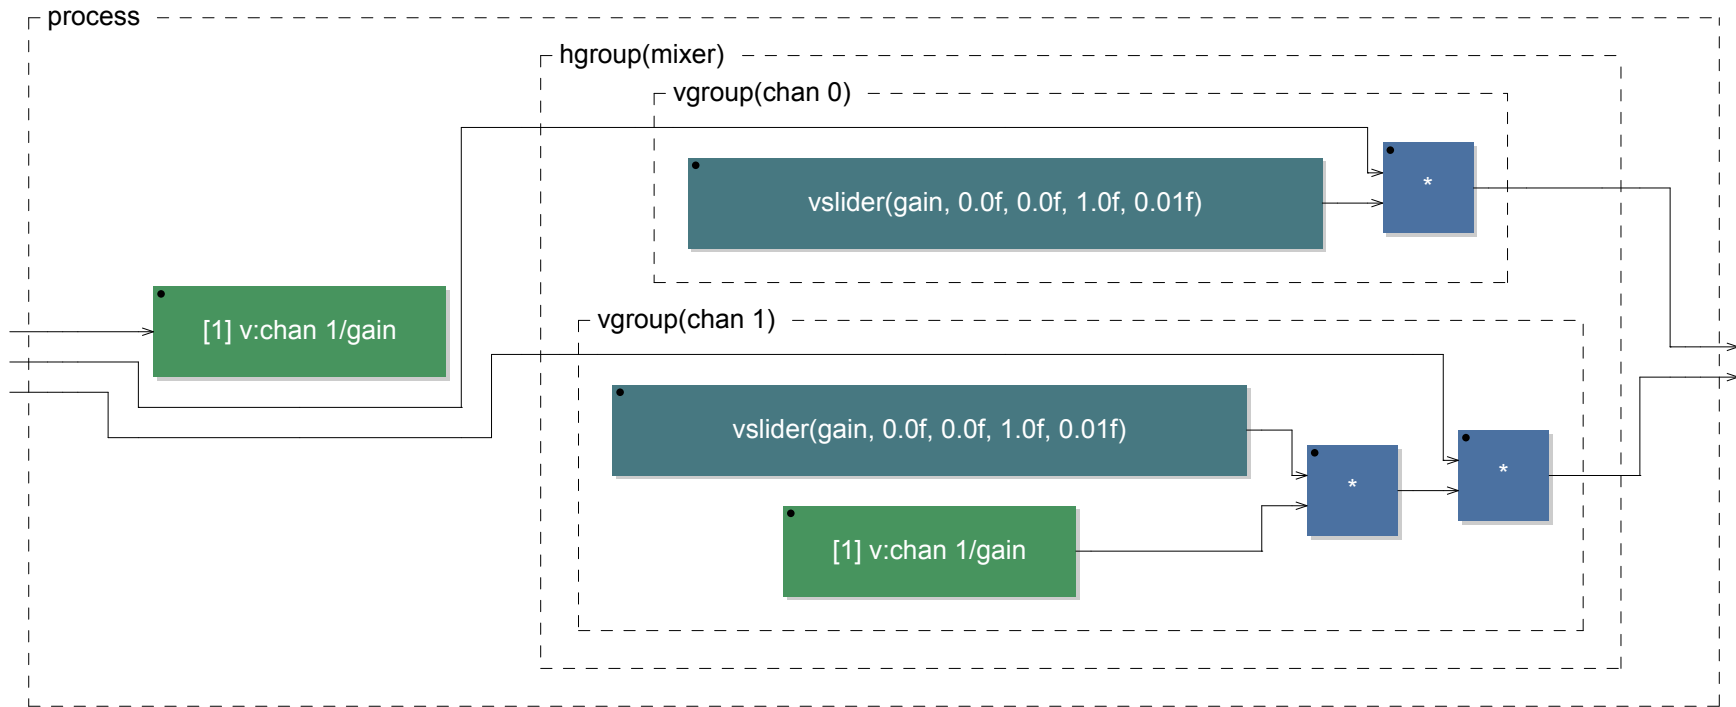 process
hgroup(mixer)
vgroup(chan 0)
vslider(gain, 0.0f, 0.0f, 1.0f, 0.01f)
*
[1] v:chan 1/gain
vgroup(chan 1)
vslider(gain, 0.0f, 0.0f, 1.0f, 0.01f)
*
*
[1] v:chan 1/gain